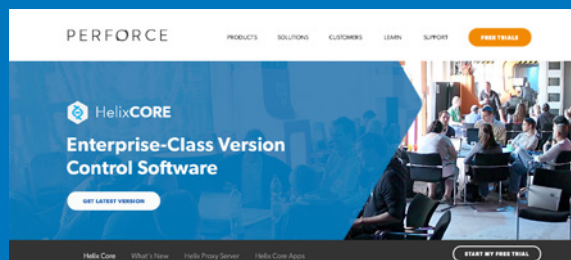 PERFORCE
PRODUCTS SOLUTIONS CUSTOMERS LEARN SUPPORT FREE TRIALS
HelixCORE
Enterprise-Class Version
Control Software
GET LATEST VERSION
Helix Core What's New Helix Proxy Server Helix Core Apps START MY FREE TRIAL